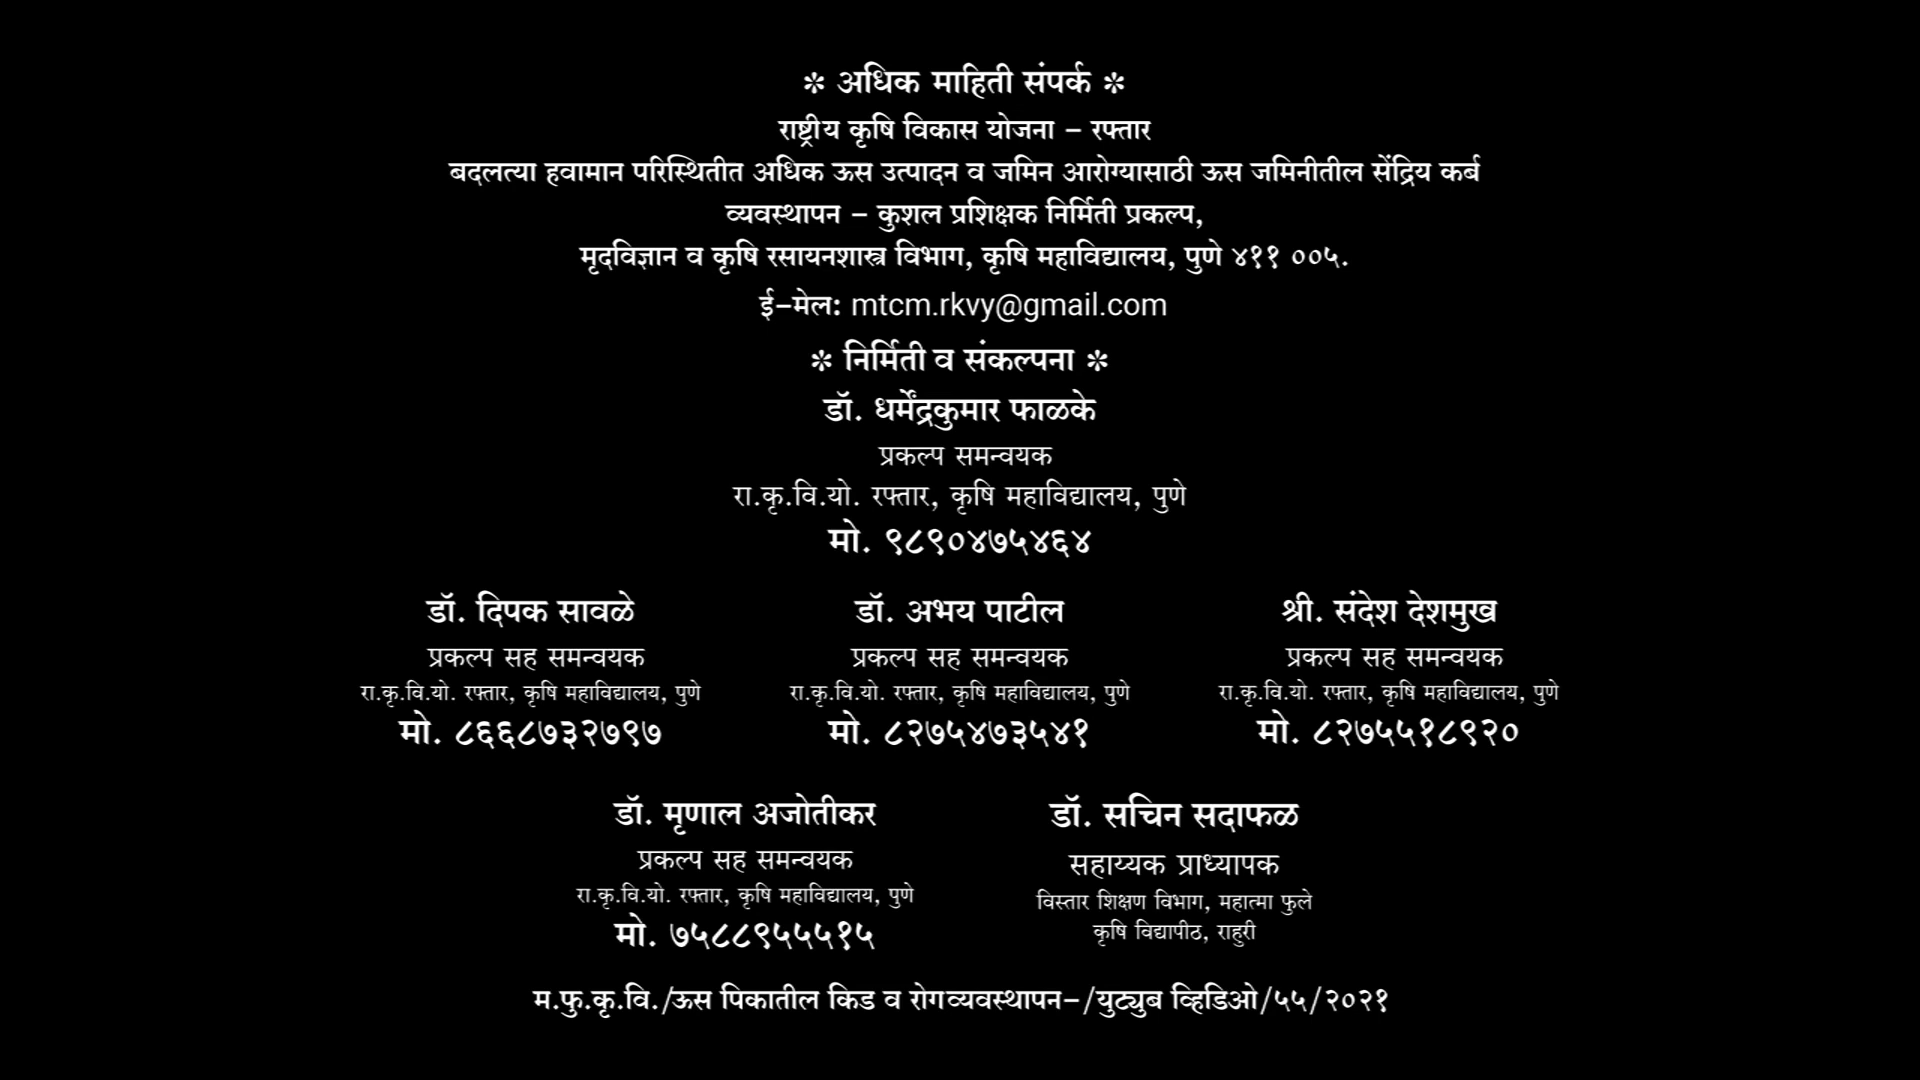 ✼ अधिक माहिती संपर्क ✼
राष्ट्रीय कृषि विकास योजना – रफ्तार
बदलत्या हवामान परिस्थितीत अधिक ऊस उत्पादन व जमिन आरोग्यासाठी ऊस जमिनीतील सेंद्रिय कर्ब
व्यवस्थापन – कुशल प्रशिक्षक निर्मिती प्रकल्प,
मृदविज्ञान व कृषि रसायनशास्त्र विभाग, कृषि महाविद्यालय, पुणे ४११ ००५.
ई–मेल: mtcm.rkvy@gmail.com
✼ निर्मिती व संकल्पना ✼
डॉ. धर्मेंद्रकुमार फाळके
प्रकल्प समन्वयक
रा.कृ.वि.यो. रफ्तार, कृषि महाविद्यालय, पुणे
मो. ९८९०४७५४६४
डॉ. दिपक सावळे
प्रकल्प सह समन्वयक
रा.कृ.वि.यो. रफ्तार, कृषि महाविद्यालय, पुणे
मो. ८६६८७३२७९७
डॉ. अभय पाटील
प्रकल्प सह समन्वयक
रा.कृ.वि.यो. रफ्तार, कृषि महाविद्यालय, पुणे
मो. ८२७५४७३५४१
श्री. संदेश देशमुख
प्रकल्प सह समन्वयक
रा.कृ.वि.यो. रफ्तार, कृषि महाविद्यालय, पुणे
मो. ८२७५५१८९२०
डॉ. मृणाल अजोतीकर
प्रकल्प सह समन्वयक
रा.कृ.वि.यो. रफ्तार, कृषि महाविद्यालय, पुणे
मो. ७५८८९५५५१५
डॉ. सचिन सदाफळ
सहाय्यक प्राध्यापक
विस्तार शिक्षण विभाग, महात्मा फुले
कृषि विद्यापीठ, राहुरी
म.फु.कृ.वि./ऊस पिकातील किड व रोगव्यवस्थापन–/युट्युब व्हिडिओ/५५/२०२१